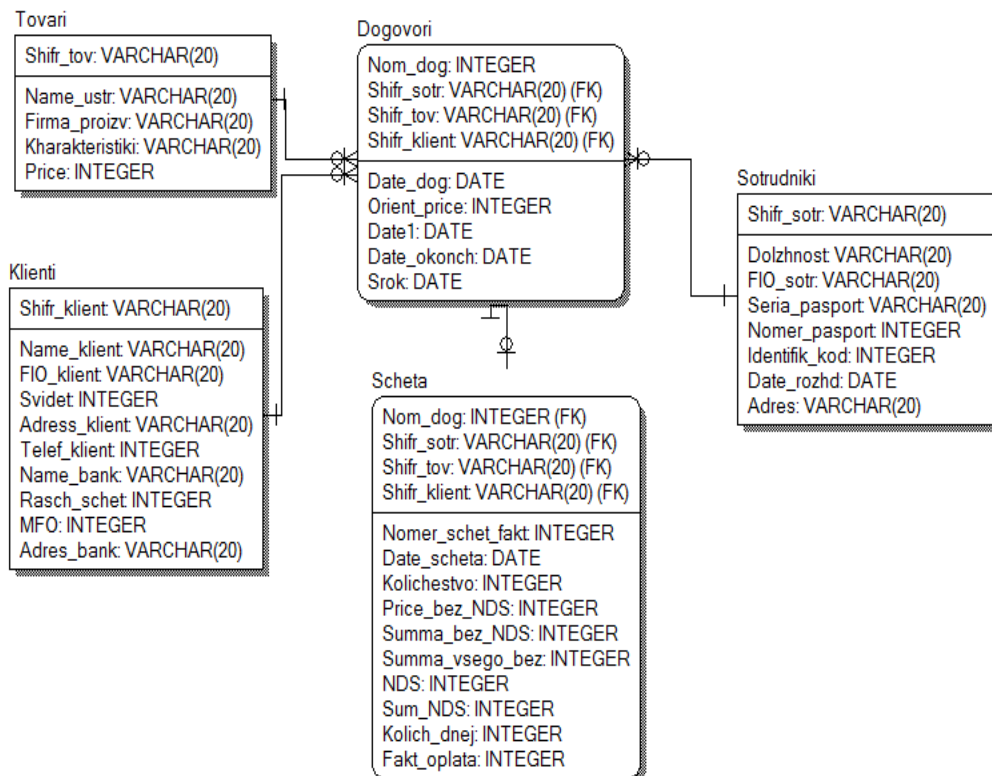 Tovari
Shifr_tov: VARCHAR(20)
Name_ustr: VARCHAR(20)
Firma_proizv: VARCHAR(20)
Kharakteristiki: VARCHAR(20)
Price: INTEGER
Dogovori
Nom_dog: INTEGER
Shifr_sotr: VARCHAR(20) (FK)
Shifr_tov: VARCHAR(20) (FK)
Shifr_klient: VARCHAR(20) (FK)
Date_dog: DATE
Orient_price: INTEGER
Date1: DATE
Date_okonch: DATE
Srok: DATE
Sotrudniki
Shifr_sotr: VARCHAR(20)
Dolzhnost: VARCHAR(20)
FIO_sotr: VARCHAR(20)
Seria_pasport: VARCHAR(20)
Nomer_pasport: INTEGER
Identifik_kod: INTEGER
Date_rozhd: DATE
Adres: VARCHAR(20)
Klienti
Shifr_klient: VARCHAR(20)
Name_klient: VARCHAR(20)
FIO_klient: VARCHAR(20)
Svidet: INTEGER
Adress_klient: VARCHAR(20)
Telef_klient: INTEGER
Name_bank: VARCHAR(20)
Rasch_schet: INTEGER
MFO: INTEGER
Adres_bank: VARCHAR(20)
Scheta
Nom_dog: INTEGER (FK)
Shifr_sotr: VARCHAR(20) (FK)
Shifr_tov: VARCHAR(20) (FK)
Shifr_klient: VARCHAR(20) (FK)
Nomer_schet_fakt: INTEGER
Date_scheta: DATE
Kolichestvo: INTEGER
Price_bez_NDS: INTEGER
Summa_bez_NDS: INTEGER
Summa_vsego_bez: INTEGER
NDS: INTEGER
Sum_NDS: INTEGER
Kolich_dnej: INTEGER
Fakt_oplata: INTEGER